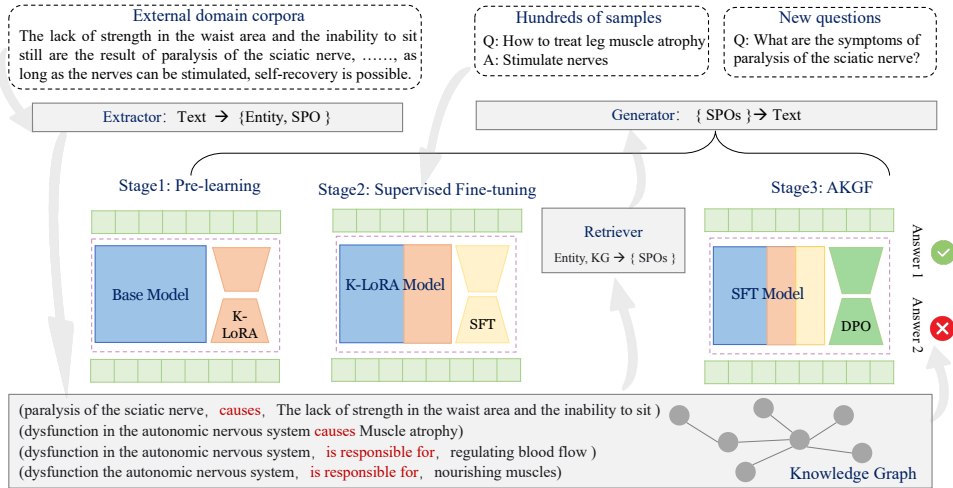 External domain corpora
The lack of strength in the waist area and the inability to sit
still are the result of paralysis of the sciatic nerve, ……, as
long as the nerves can be stimulated, self-recovery is possible.
Hundreds of samples
Q: How to treat leg muscle atrophy
A: Stimulate nerves
New questions
Q: What are the symptoms of
paralysis of the sciatic nerve?
Extractor: Text → {Entity, SPO }
Generator: { SPOs }→ Text
Stage1: Pre-learning
Stage2: Supervised Fine-tuning
Stage3: AKGF
Base Model
K-
LoRA
K-LoRA Model
SFT
Retriever
Entity, KG → { SPOs }
SFT Model
DPO
Answer 1
Answer 2
(paralysis of the sciatic nerve, causes, The lack of strength in the waist area and the inability to sit )
(dysfunction in the autonomic nervous system causes Muscle atrophy)
(dysfunction in the autonomic nervous system, is responsible for, regulating blood flow )
(dysfunction the autonomic nervous system, is responsible for, nourishing muscles)
Knowledge Graph